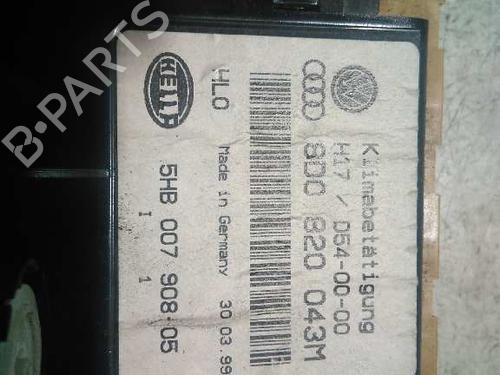 Klimabetätigung
H17 / D54-00-00
8D0 820 043M
HLO Made in Germany 30 03.99
HELLA
5HB 007 908-05
I 1
B-PARTS